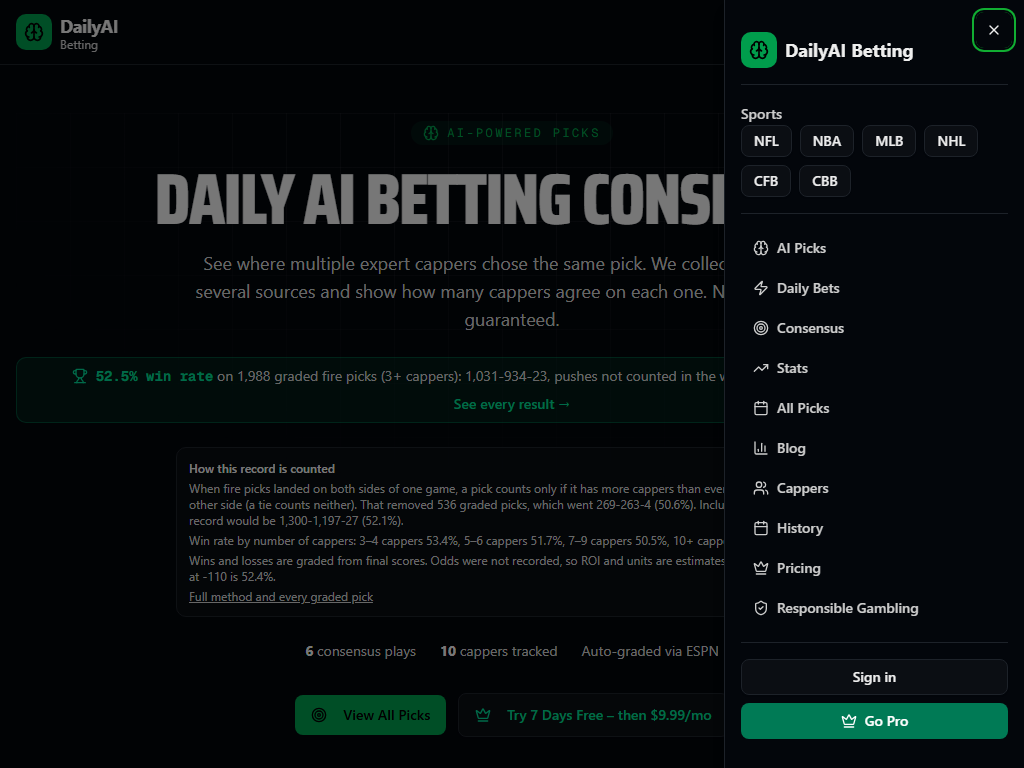 DailyAI
Betting
AI-POWERED PICKS
DAILY AI BETTING
See where multiple expert cappers chose the same pick. We
several sources and show how many cappers agree on each one.
guaranteed.
52.5% win rate on 1,988 graded fire picks (3+ cappers): 1,031-934-23, pushes not counted in the
See every result →
How this record is counted
When fire picks landed on both sides of one game, a pick counts only if it has more cappers than
other side (a tie counts neither). That removed 536 graded picks, which went 269-263-4 (50.6%).
record would be 1,300-1,197-27 (52.1%).
Win rate by number of cappers: 3–4 cappers 53.4%, 5–6 cappers 51.7%, 7–9 cappers 50.5%, 10+
Wins and losses are graded from final scores. Odds were not recorded, so ROI and units are estimates
at -110 is 52.4%.
Full method and every graded pick
6 consensus plays
10 cappers tracked
Auto-graded via ESPN
View All Picks
Try 7 Days Free – then $9.99/mo
DailyAI Betting
Sports
NFL
NBA
MLB
NHL
CFB
CBB
AI Picks
Daily Bets
Consensus
Stats
All Picks
Blog
Cappers
History
Pricing
Responsible Gambling
Sign in
Go Pro